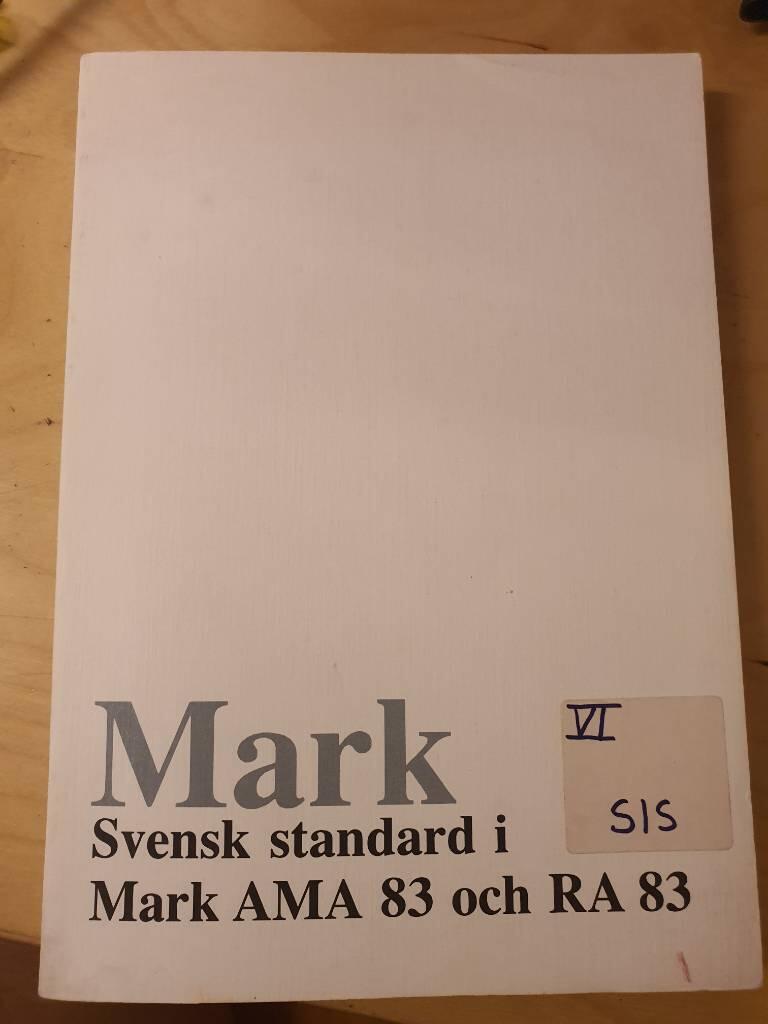 Mark
Svensk standard i
Mark AMA 83 och RA 83
VI
SIS